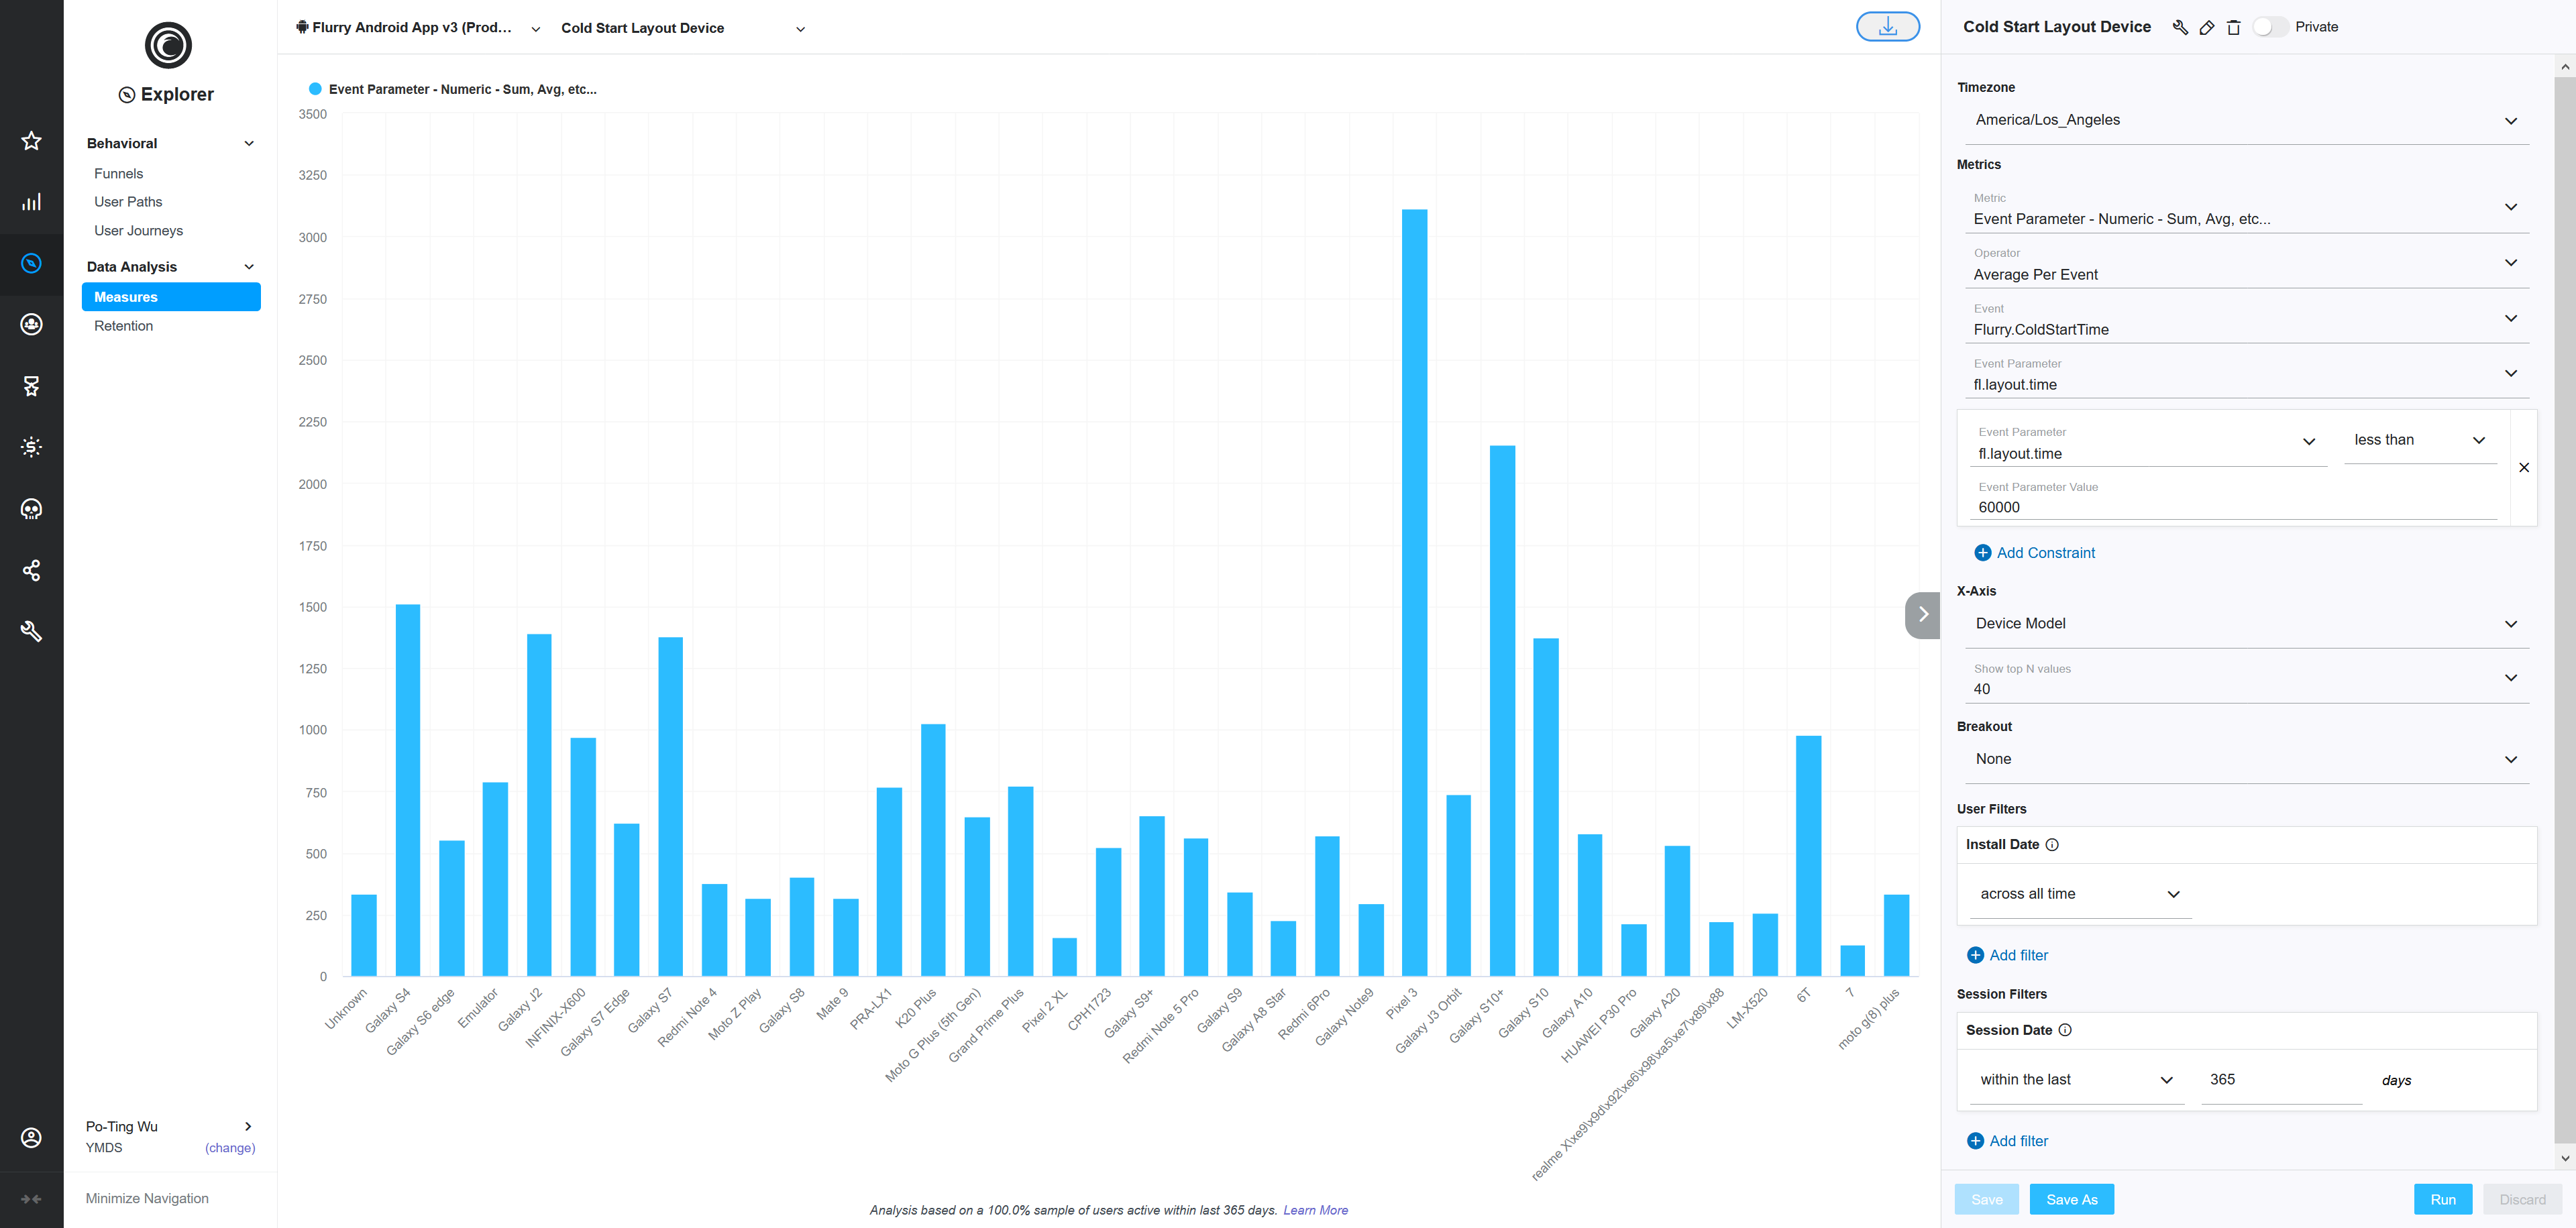 Explorer
Behavioral
Funnels
User Paths
User Journeys
Data Analysis
Measures
Retention
Po-Ting Wu
YMDS (change)
Minimize Navigation
Flurry Android App v3 (Prod... Cold Start Layout Device
Event Parameter - Numeric - Sum, Avg, etc...
3500
3250
3000
2750
2500
2250
2000
1750
1500
1250
1000
750
500
250
0
Unknown
Galaxy S4
Galaxy S6 edge
Emulator
Galaxy J2
INFINIX-X600
Galaxy S7 Edge
Galaxy S7
Redmi Note 4
Moto Z Play
Galaxy S8
Mate 9
PRA-LX1
K20 Plus
Moto G Plus (5th Gen)
Grand Prime Plus
Pixel 2 XL
CPH1723
Galaxy S9+
Redmi Note 5 Pro
Galaxy S9
Galaxy A8 Star
Redmi 6Pro
Galaxy Note9
Pixel 3
Galaxy J3 Orbit
Galaxy S10+
Galaxy S10
Galaxy A10
HUAWEI P30 Pro
Galaxy A20
realme X\xe9\x9d\x92\xe6\x98\xa5\xe7\x89\x88
LM-X520
6T
7
moto g(8) plus
Analysis based on a 100.0% sample of users active within last 365 days. Learn More
Cold Start Layout Device Private
Timezone
America/Los_Angeles
Metrics
Metric
Event Parameter - Numeric - Sum, Avg, etc...
Operator
Average Per Event
Event
Flurry.ColdStartTime
Event Parameter
fl.layout.time
Event Parameter
fl.layout.time less than
Event Parameter Value
60000
Add Constraint
X-Axis
Device Model
Show top N values
40
Breakout
None
User Filters
Install Date
across all time
Add filter
Session Filters
Session Date
within the last 365 days
Add filter
Save Save As Run Discard